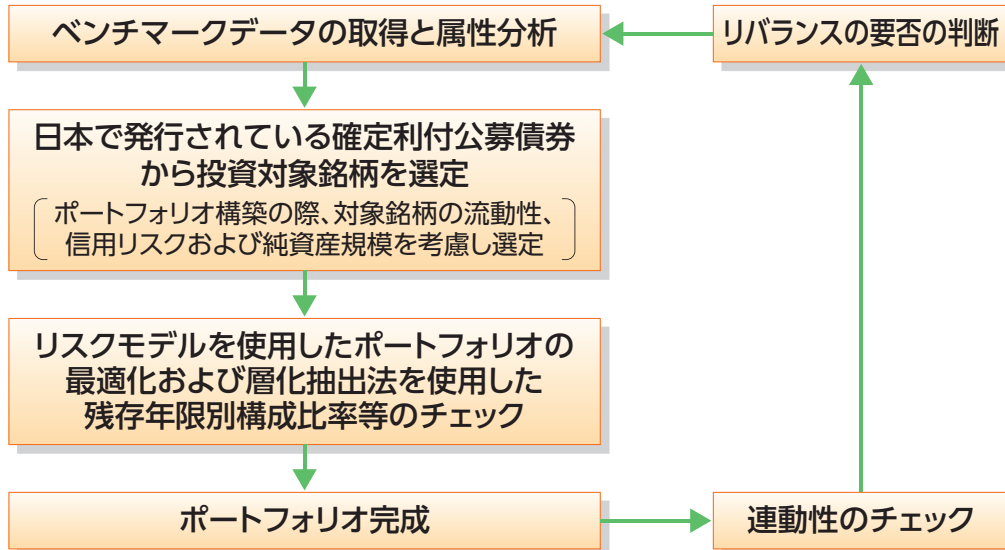 ベンチマークデータの取得と属性分析
日本で発行されている確定利付公募債券
から投資対象銘柄を選定
ポートフォリオ構築の際、対象銘柄の流動性、
信用リスクおよび純資産規模を考慮し選定
リスクモデルを使用したポートフォリオの
最適化および層化抽出法を使用した
残存年限別構成比率等のチェック
ポートフォリオ完成
連動性のチェック
リバランスの要否の判断